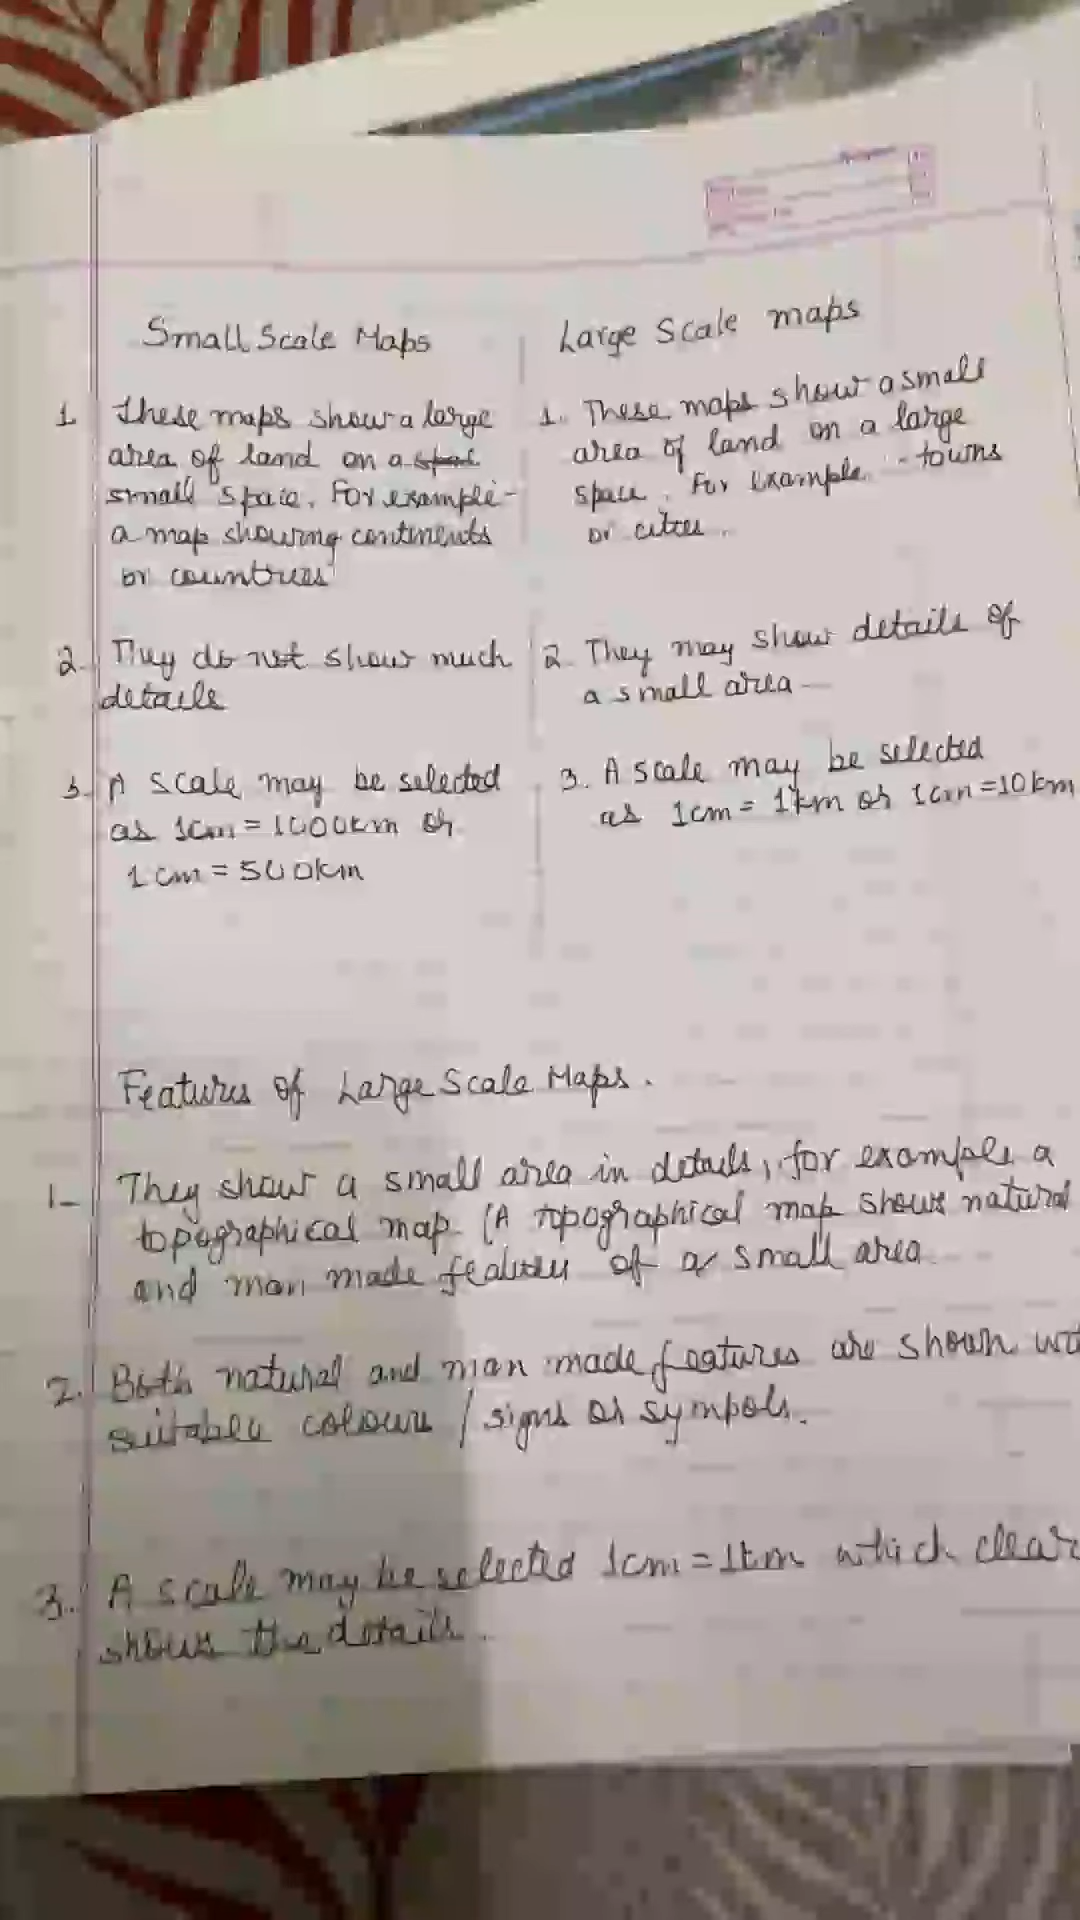 Small Scale Maps
1 These maps show a large
area of land on a
small space. For example -
a map showing continents
or countries
2. They do not show much
details
3. A scale may be selected
as 1cm = 1000km or
1 cm = 500km
Large Scale maps
1. These maps show a small
area of land on a large
space. For example - towns
or cities.
2. They may show details of
a small area
3. A scale may be selected
as 1cm = 1km or 1cm = 10km
Features of Large Scale Maps.
1- They show a small area in details, for example a
topographical map. (A topographical map shows natural
and man made features of a small area
2. Both natural and man made features are shown
suitable colours / signs or symbols.
3. A scale may be selected 1cm = 1km which clear
shows the details.